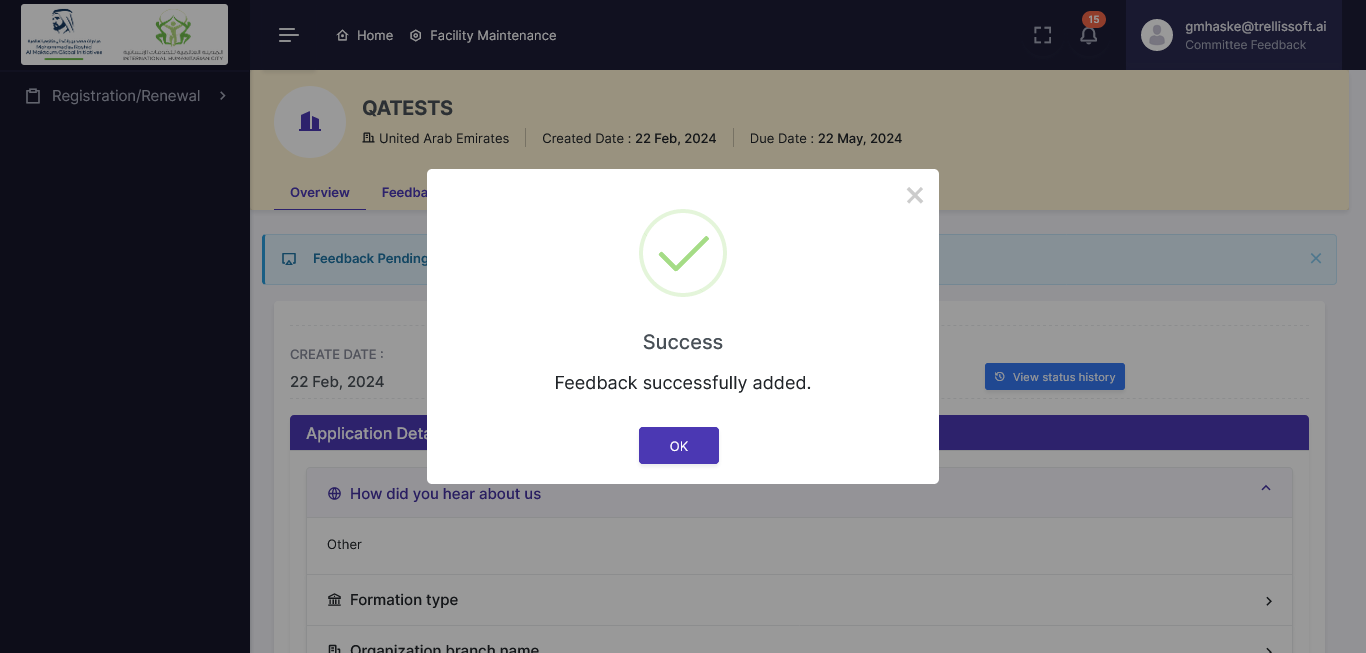 Mohammed bin Rashid
Al Maktoum Global Initiatives
INTERNATIONAL HUMANITARIAN CITY
Home
Facility Maintenance
15
gmhaske@trellissoft.ai
Committee Feedback
Registration/Renewal
QATESTS
United Arab Emirates
Created Date : 22 Feb, 2024
Due Date : 22 May, 2024
Overview
Feedba
Feedback Pending
Success
Feedback successfully added.
OK
CREATE DATE :
22 Feb, 2024
View status history
Application Deta
How did you hear about us
Other
Formation type
Organization branch name